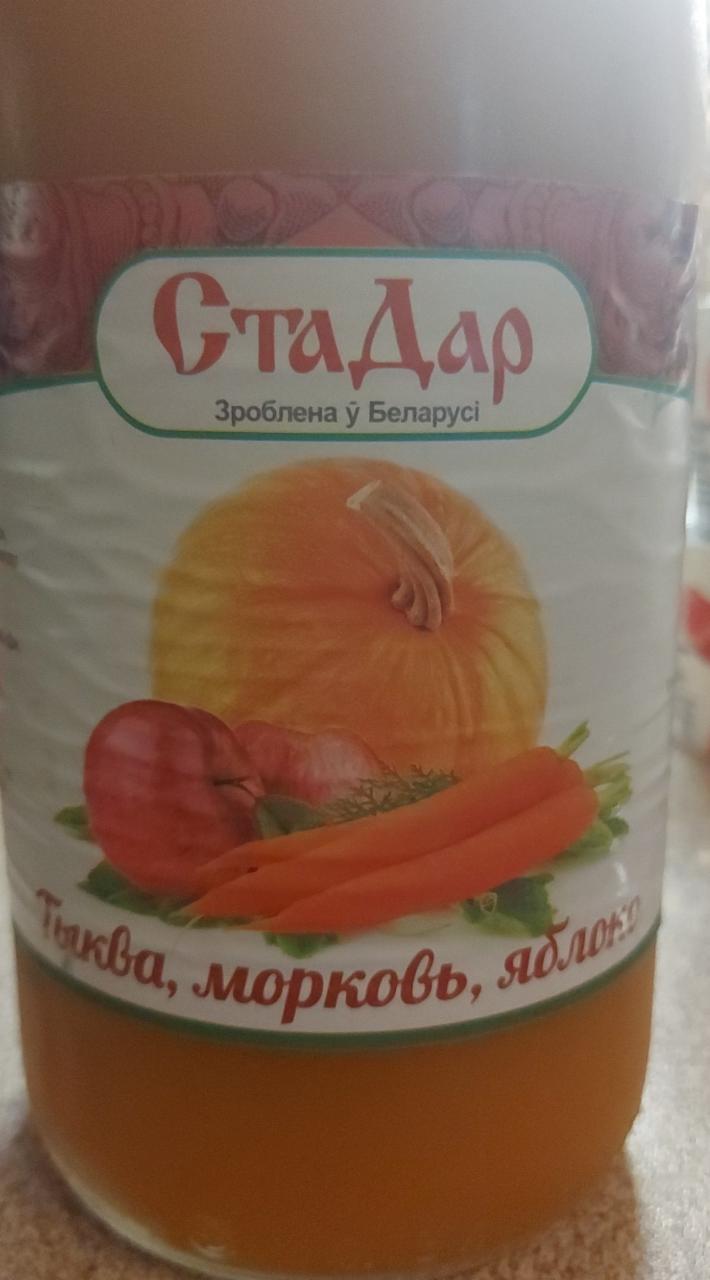 СтаДар
Зроблена ў Беларусі
Тыква, морковь, яблоко